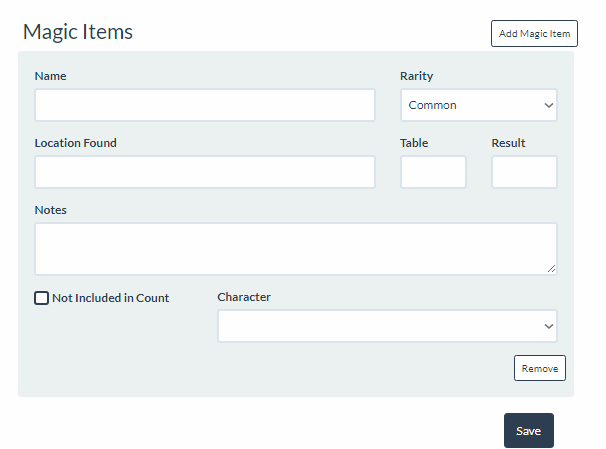 Magic Items
Add Magic Item
Name
Rarity
Common
Location Found
Table
Result
Notes
Not Included in Count
Character
Remove
Save